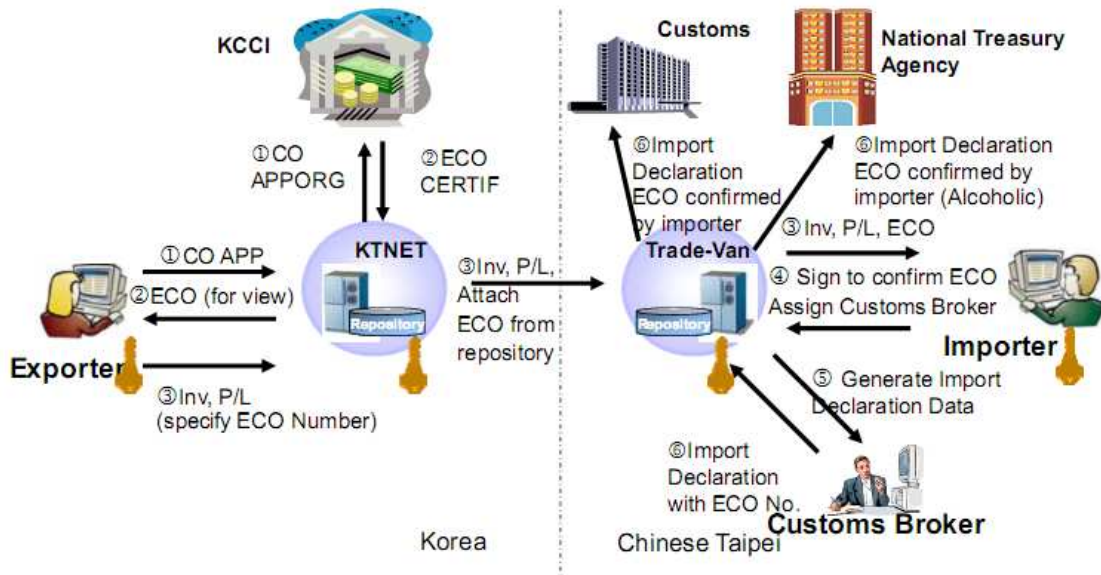 KCCI
Customs
National Treasury
Agency
①CO
APPORG
②ECO
CERTIF
⑥Import
Declaration
ECO confirmed
by importer
⑥Import Declaration
ECO confirmed by
importer (Alcoholic)
KTNET
Repository
Trade-Van
Repository
①CO APP
②ECO (for view)
Exporter
③Inv, P/L
(specify ECO Number)
③Inv, P/L,
Attach
ECO from
repository
③Inv, P/L, ECO
④ Sign to confirm ECO
Assign Customs Broker
Importer
⑤ Generate Import
Declaration Data
⑥Import
Declaration
with ECO No.
Customs Broker
Korea
Chinese Taipei